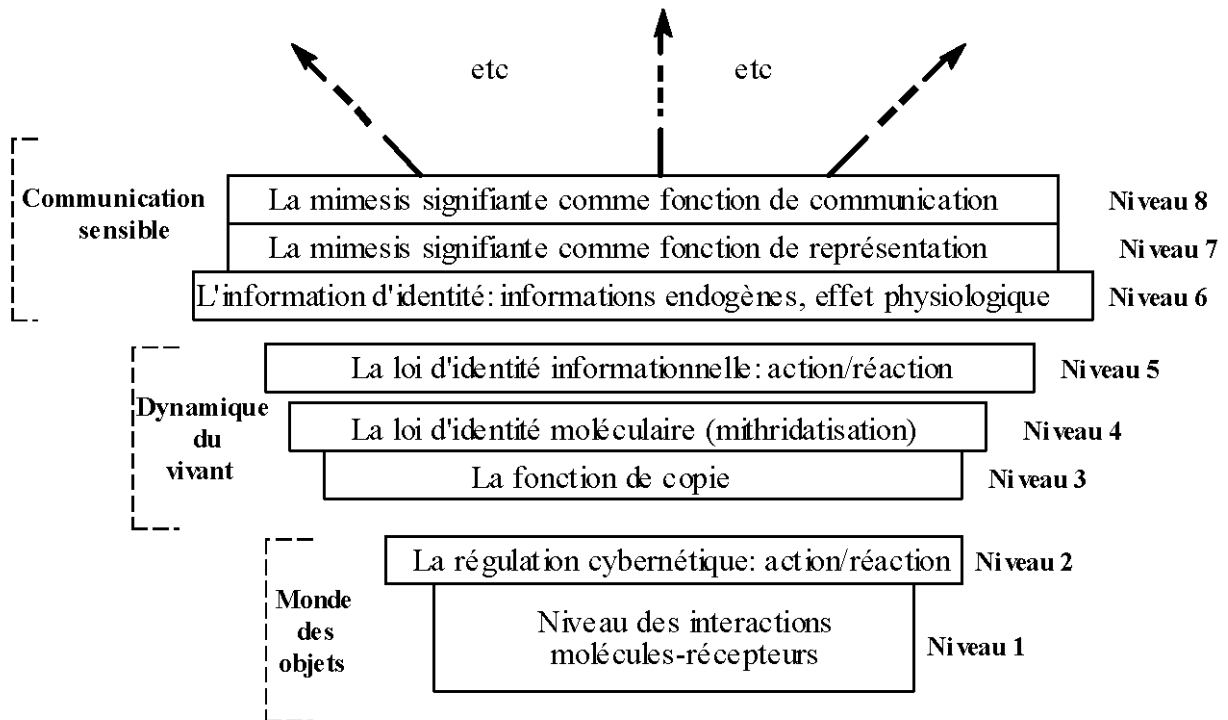 etc
etc
Communication
sensible
La mimesis signifiante comme fonction de communication
Niveau 8
La mimesis signifiante comme fonction de représentation
Niveau 7
L'information d'identité: informations endogènes, effet physiologique
Niveau 6
Dynamique
du
vivant
La loi d'identité informationnelle: action/réaction
Niveau 5
La loi d'identité moléculaire (mithridatisation)
Niveau 4
La fonction de copie
Niveau 3
Monde
des
objets
La régulation cybernétique: action/réaction
Niveau 2
Niveau des interactions
molécules-récepteurs
Niveau 1